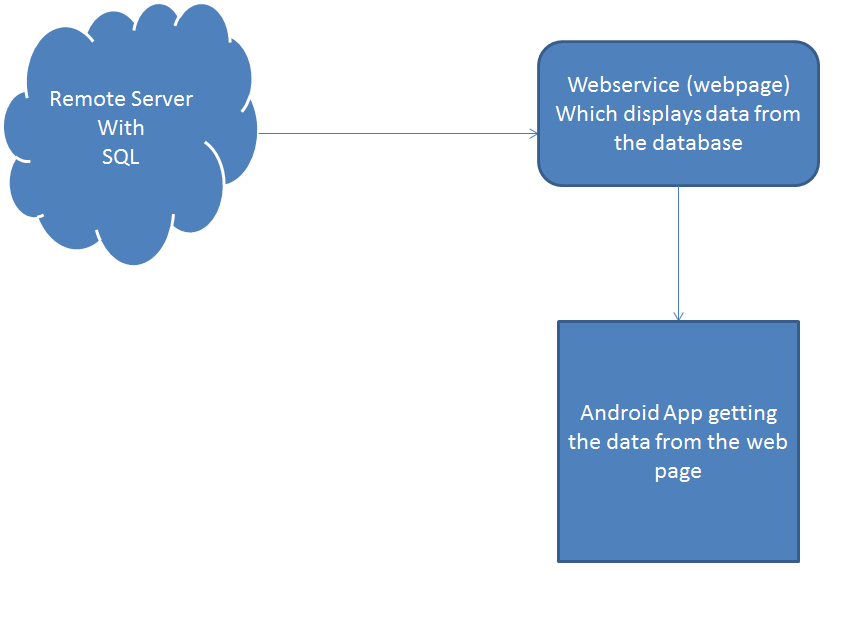 Remote Server
With
SQL
Webservice (webpage)
Which displays data from
the database
Android App getting
the data from the web
page